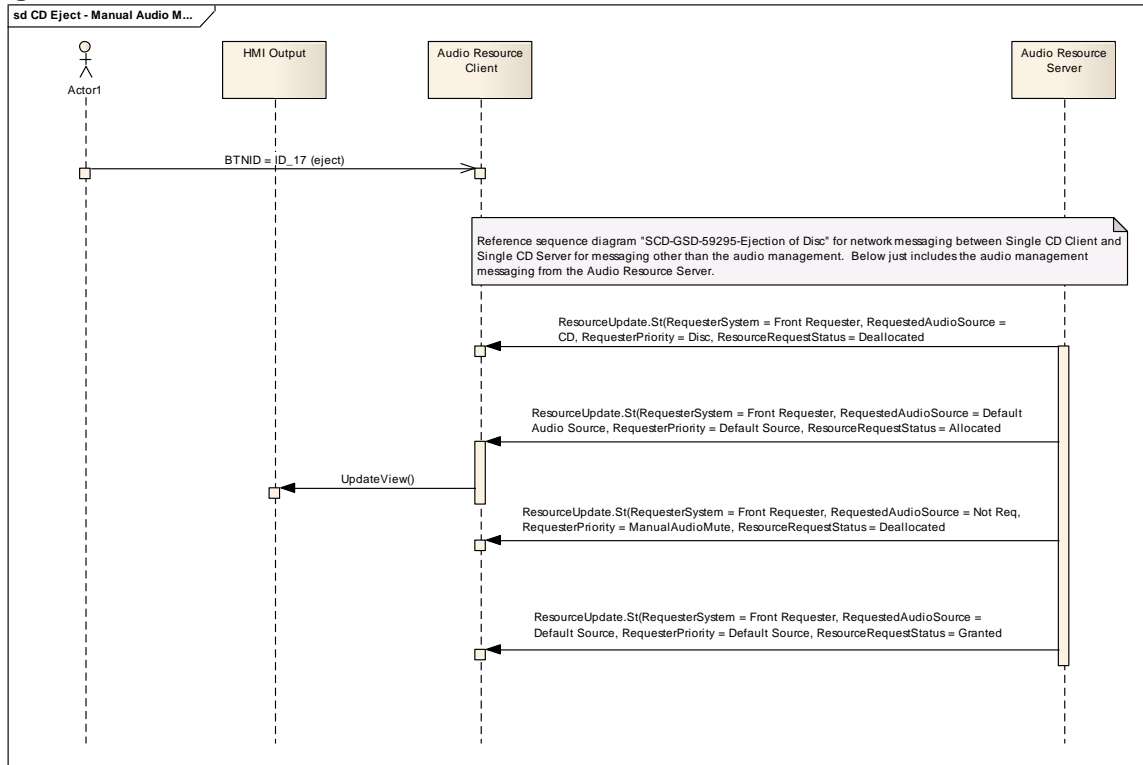 sd CD Eject - Manual Audio M...
Actor1
HMI Output
Audio Resource
Client
Audio Resource
Server
BTNID = ID_17 (eject)
Reference sequence diagram "SCD-GSD-59295-Ejection of Disc" for network messaging between Single CD Client and
Single CD Server for messaging other than the audio management.  Below just includes the audio management
messaging from the Audio Resource Server.
ResourceUpdate.St(RequesterSystem = Front Requester, RequestedAudioSource =
CD, RequesterPriority = Disc, ResourceRequestStatus = Deallocated
ResourceUpdate.St(RequesterSystem = Front Requester, RequestedAudioSource = Default
Audio Source, RequesterPriority = Default Source, ResourceRequestStatus = Allocated
UpdateView()
ResourceUpdate.St(RequesterSystem = Front Requester, RequestedAudioSource = Not Req,
RequesterPriority = ManualAudioMute, ResourceRequestStatus = Deallocated
ResourceUpdate.St(RequesterSystem = Front Requester, RequestedAudioSource =
Default Source, RequesterPriority = Default Source, ResourceRequestStatus = Granted